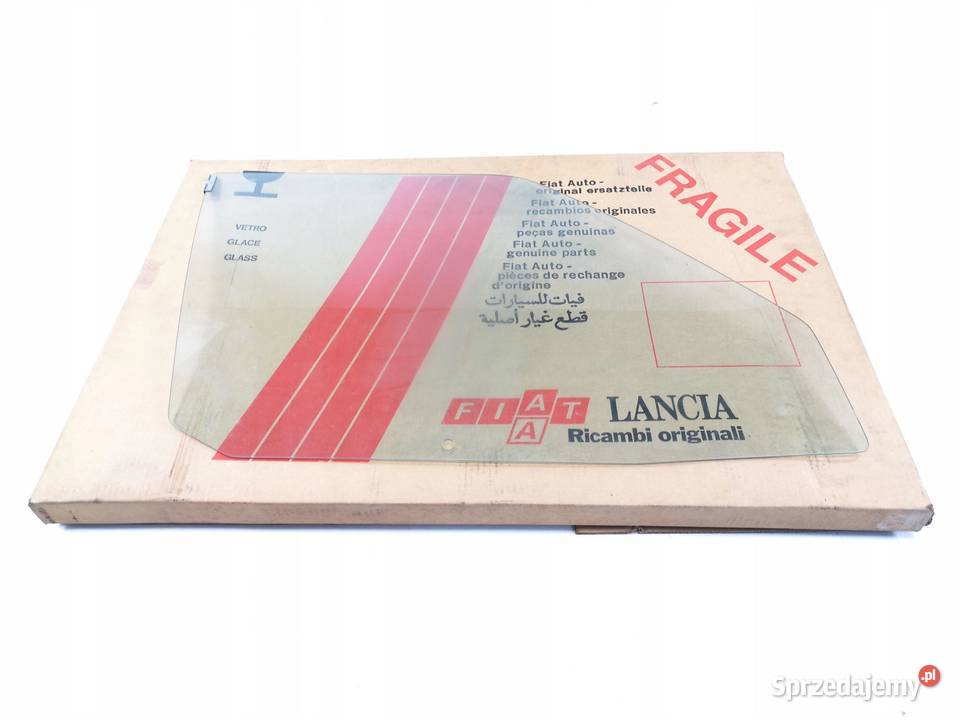 FRAGILE
VETRO
GLACE
GLASS
Fiat Auto -
original ersatzteile
Fiat Auto -
recambios originales
Fiat Auto -
peças genuinas
Fiat Auto -
genuine parts
Fiat Auto -
pièces de rechange
d'origine
فيات للسيارات
قطع غيار أصلية
FIAT
A
LANCIA
Ricambi originali
Sprzedajemy.pl